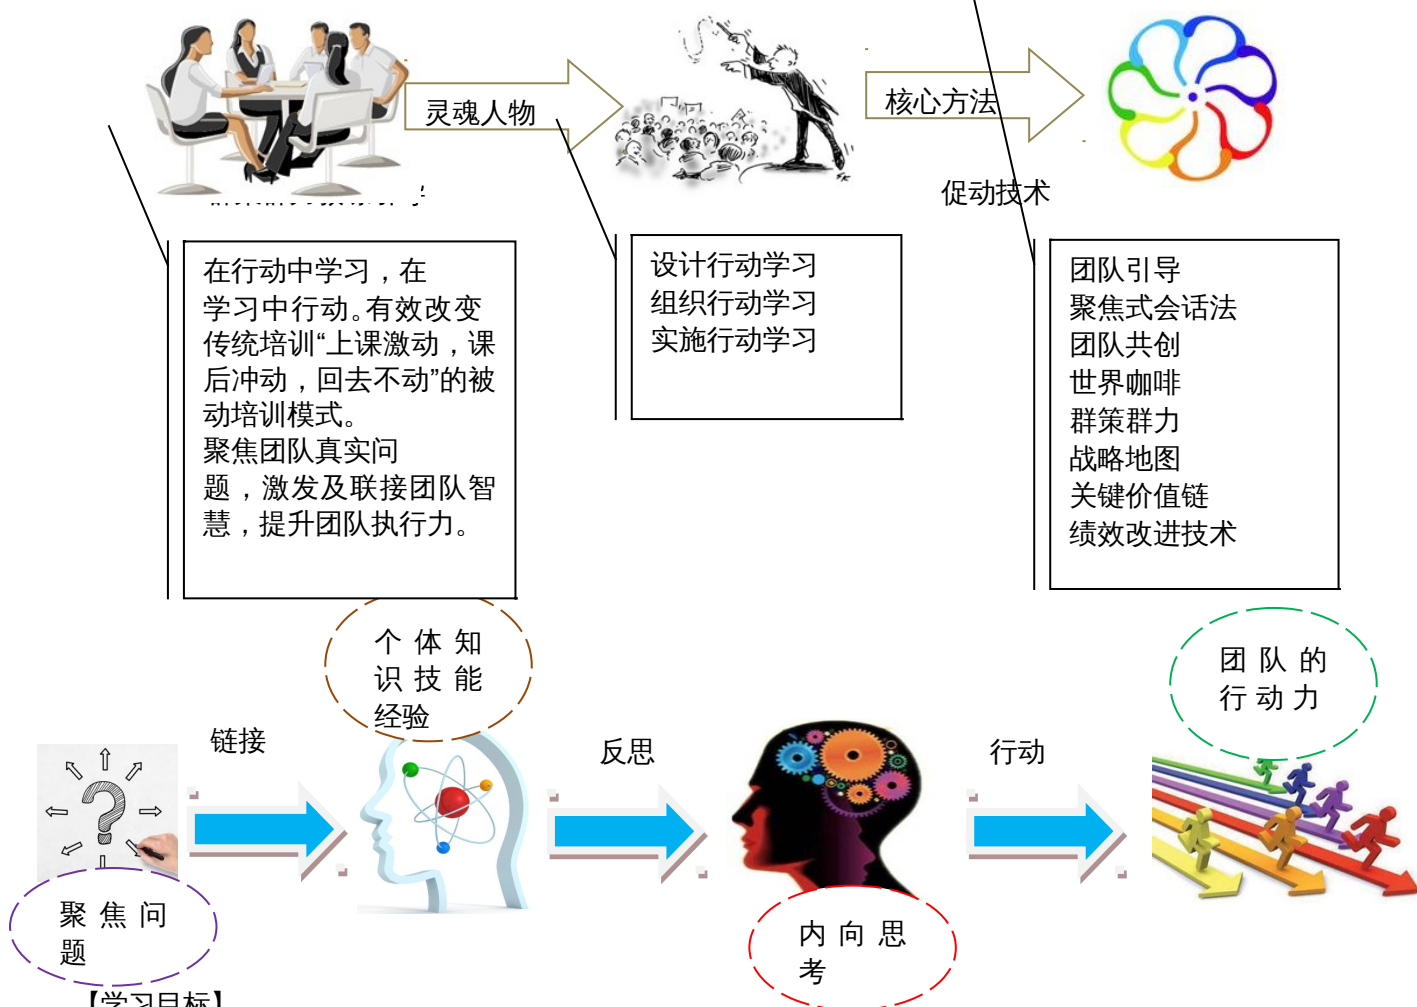 灵魂人物
核心方法
促动技术
在行动中学习，在
学习中行动。有效改变
传统培训“上课激动，课
后冲动，回去不动”的被
动培训模式。
聚焦团队真实问
题，激发及联接团队智
慧，提升团队执行力。
设计行动学习
组织行动学习
实施行动学习
团队引导
聚焦式会话法
团队共创
世界咖啡
群策群力
战略地图
关键价值链
绩效改进技术
个体知
识技能
经验
团队的
行动力
链接
反思
行动
聚焦问
题
内向思
考
【学习目标】